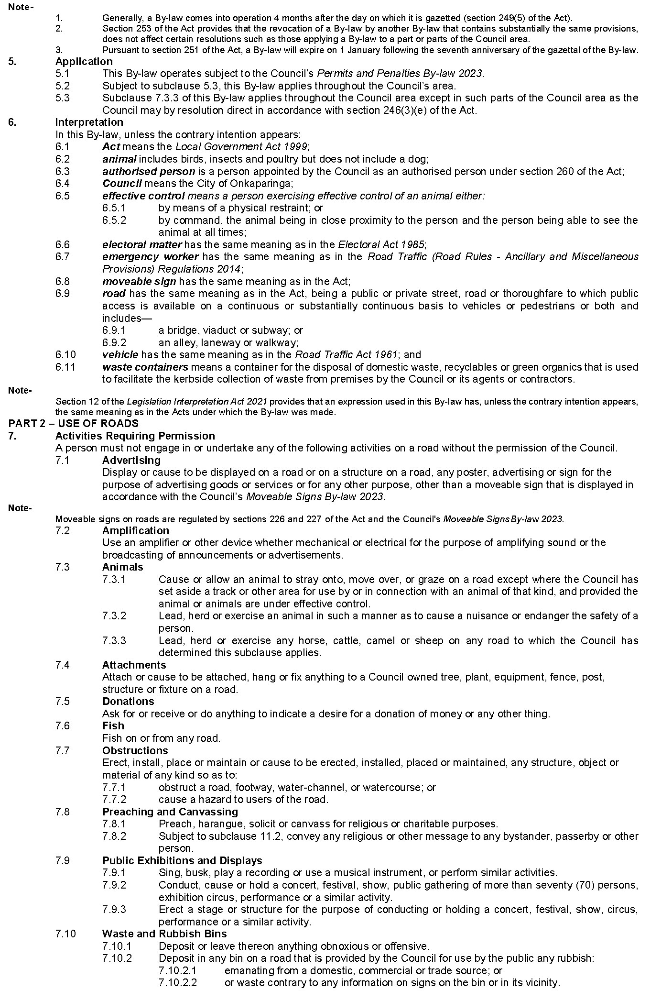 Note-
1. Generally, a By-law comes into operation 4 months after the day on which it is gazetted (section 249(5) of the Act).
2. Section 253 of the Act provides that the revocation of a By-law by another By-law that contains substantially the same provisions,
does not affect certain resolutions such as those applying a By-law to a part or parts of the Council area.
3. Pursuant to section 251 of the Act, a By-law will expire on 1 January following the seventh anniversary of the gazettal of the By-law.
5. Application
5.1 This By-law operates subject to the Council’s Permits and Penalties By-law 2023.
5.2 Subject to subclause 5.3, this By-law applies throughout the Council’s area.
5.3 Subclause 7.3.3 of this By-law applies throughout the Council area except in such parts of the Council area as the
Council may by resolution direct in accordance with section 246(3)(e) of the Act.
6. Interpretation
In this By-law, unless the contrary intention appears:
6.1 Act means the Local Government Act 1999;
6.2 animal includes birds, insects and poultry but does not include a dog;
6.3 authorised person is a person appointed by the Council as an authorised person under section 260 of the Act;
6.4 Council means the City of Onkaparinga;
6.5 effective control means a person exercising effective control of an animal either:
6.5.1 by means of a physical restraint; or
6.5.2 by command, the animal being in close proximity to the person and the person being able to see the
animal at all times;
6.6 electoral matter has the same meaning as in the Electoral Act 1985;
6.7 emergency worker has the same meaning as in the Road Traffic (Road Rules - Ancillary and Miscellaneous
Provisions) Regulations 2014;
6.8 moveable sign has the same meaning as in the Act;
6.9 road has the same meaning as in the Act, being a public or private street, road or thoroughfare to which public
access is available on a continuous or substantially continuous basis to vehicles or pedestrians or both and
includes—
6.9.1 a bridge, viaduct or subway; or
6.9.2 an alley, laneway or walkway;
6.10 vehicle has the same meaning as in the Road Traffic Act 1961; and
6.11 waste containers means a container for the disposal of domestic waste, recyclables or green organics that is used
to facilitate the kerbside collection of waste from premises by the Council or its agents or contractors.
Note-
Section 12 of the Legislation Interpretation Act 2021 provides that an expression used in this By-law has, unless the contrary intention appears,
the same meaning as in the Acts under which the By-law was made.
PART 2 – USE OF ROADS
7. Activities Requiring Permission
A person must not engage in or undertake any of the following activities on a road without the permission of the Council.
7.1 Advertising
Display or cause to be displayed on a road or on a structure on a road, any poster, advertising or sign for the
purpose of advertising goods or services or for any other purpose, other than a moveable sign that is displayed in
accordance with the Council’s Moveable Signs By-law 2023.
Note-
Moveable signs on roads are regulated by sections 226 and 227 of the Act and the Council's Moveable Signs By-law 2023.
7.2 Amplification
Use an amplifier or other device whether mechanical or electrical for the purpose of amplifying sound or the
broadcasting of announcements or advertisements.
7.3 Animals
7.3.1 Cause or allow an animal to stray onto, move over, or graze on a road except where the Council has
set aside a track or other area for use by or in connection with an animal of that kind, and provided the
animal or animals are under effective control.
7.3.2 Lead, herd or exercise an animal in such a manner as to cause a nuisance or endanger the safety of a
person.
7.3.3 Lead, herd or exercise any horse, cattle, camel or sheep on any road to which the Council has
determined this subclause applies.
7.4 Attachments
Attach or cause to be attached, hang or fix anything to a Council owned tree, plant, equipment, fence, post,
structure or fixture on a road.
7.5 Donations
Ask for or receive or do anything to indicate a desire for a donation of money or any other thing.
7.6 Fish
Fish on or from any road.
7.7 Obstructions
Erect, install, place or maintain or cause to be erected, installed, placed or maintained, any structure, object or
material of any kind so as to:
7.7.1 obstruct a road, footway, water-channel, or watercourse; or
7.7.2 cause a hazard to users of the road.
7.8 Preaching and Canvassing
7.8.1 Preach, harangue, solicit or canvass for religious or charitable purposes.
7.8.2 Subject to subclause 11.2, convey any religious or other message to any bystander, passerby or other
person.
7.9 Public Exhibitions and Displays
7.9.1 Sing, busk, play a recording or use a musical instrument, or perform similar activities.
7.9.2 Conduct, cause or hold a concert, festival, show, public gathering of more than seventy (70) persons,
exhibition circus, performance or a similar activity.
7.9.3 Erect a stage or structure for the purpose of conducting or holding a concert, festival, show, circus,
performance or a similar activity.
7.10 Waste and Rubbish Bins
7.10.1 Deposit or leave thereon anything obnoxious or offensive.
7.10.2 Deposit in any bin on a road that is provided by the Council for use by the public any rubbish:
7.10.2.1 emanating from a domestic, commercial or trade source; or
7.10.2.2 or waste contrary to any information on signs on the bin or in its vicinity.